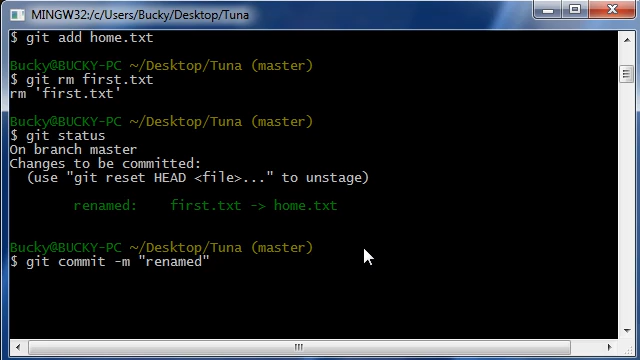 MINGW32:/c/Users/Bucky/Desktop/Tuna
$ git add home.txt
Bucky@BUCKY-PC ~/Desktop/Tuna (master)
$ git rm first.txt
rm 'first.txt'
Bucky@BUCKY-PC ~/Desktop/Tuna (master)
$ git status
On branch master
Changes to be committed:
(use "git reset HEAD <file>..." to unstage)
renamed: first.txt -> home.txt
Bucky@BUCKY-PC ~/Desktop/Tuna (master)
$ git commit -m "renamed"